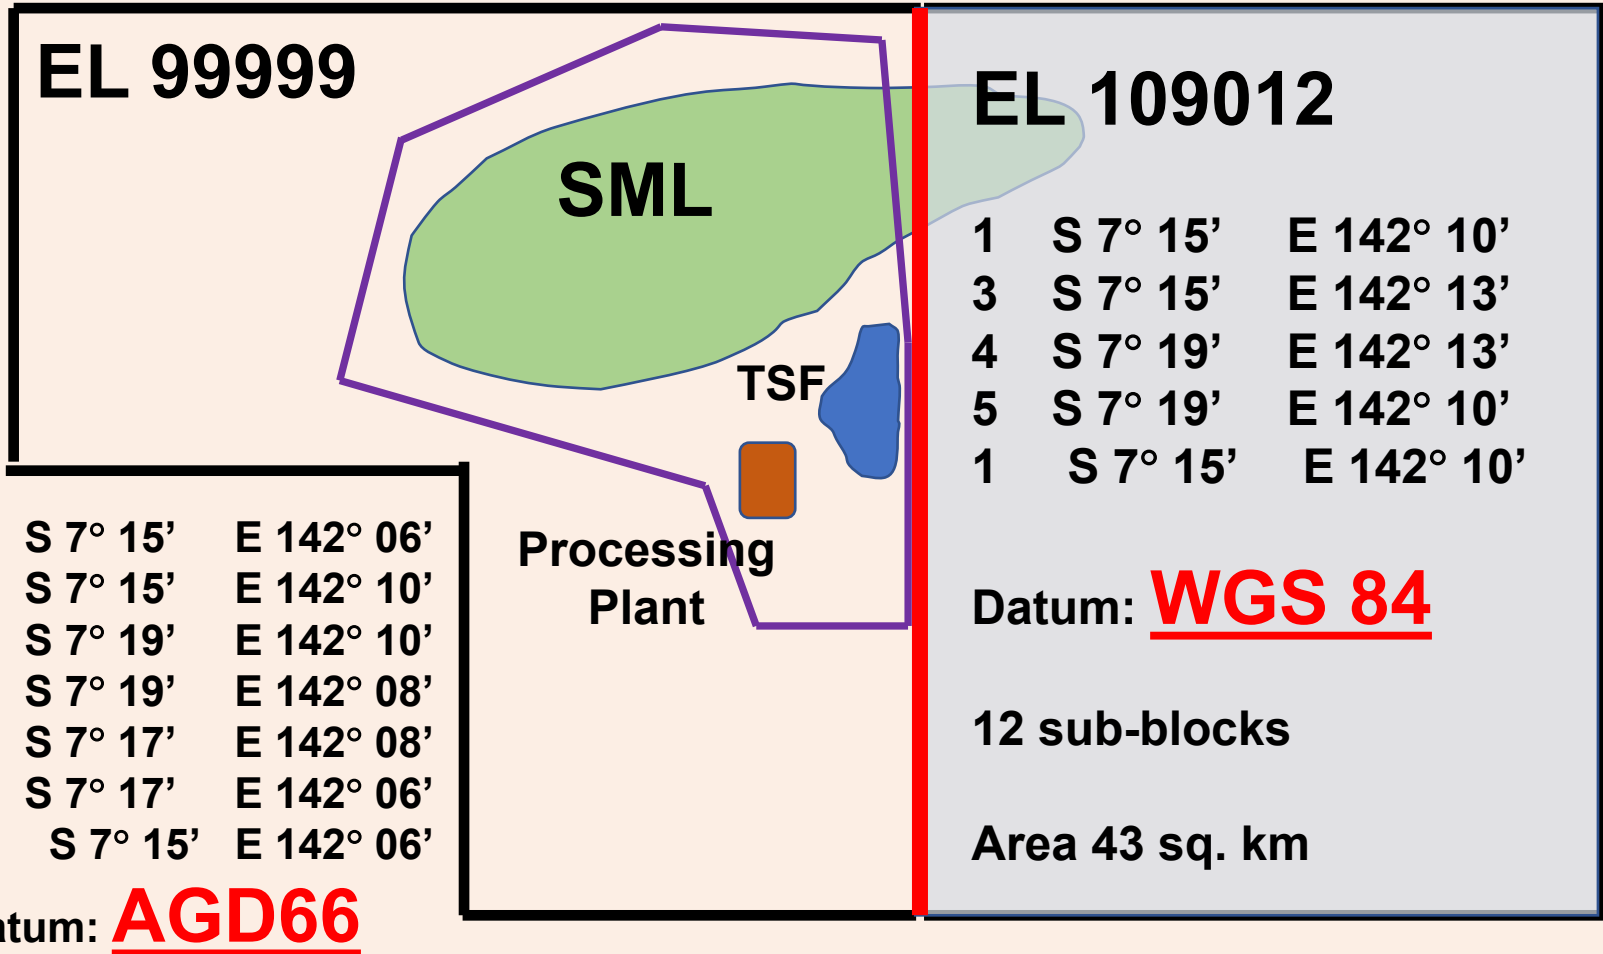 EL 99999
SML
TSF
Processing
Plant
S 7° 15’ E 142° 06’
S 7° 15’ E 142° 10’
S 7° 19’ E 142° 10’
S 7° 19’ E 142° 08’
S 7° 17’ E 142° 08’
S 7° 17’ E 142° 06’
S 7° 15’ E 142° 06’
atum: AGD66
EL 109012
1 S 7° 15’ E 142° 10’
3 S 7° 15’ E 142° 13’
4 S 7° 19’ E 142° 13’
5 S 7° 19’ E 142° 10’
1 S 7° 15’ E 142° 10’
Datum: WGS 84
12 sub-blocks
Area 43 sq. km